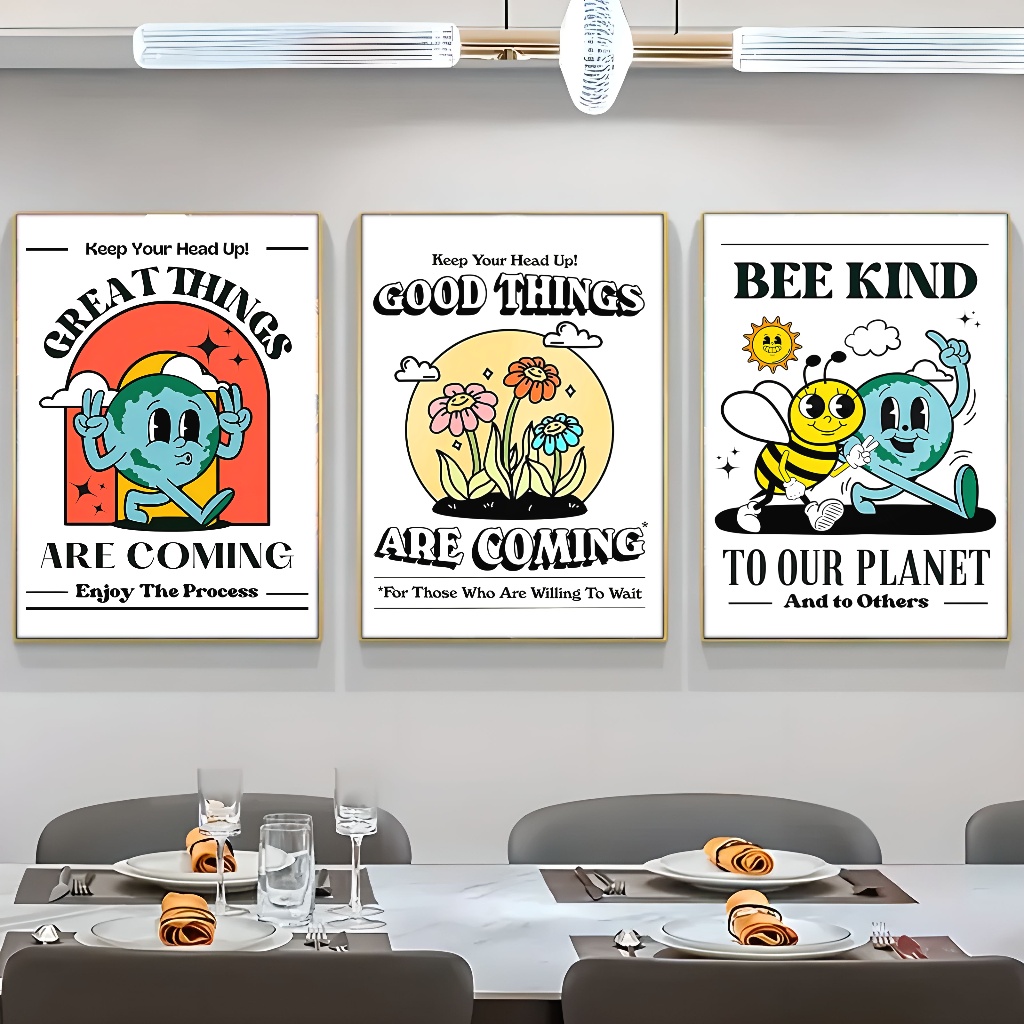 Keep Your Head Up!
GREAT THINGS
ARE COMING
Enjoy The Process
Keep Your Head Up!
GOOD THINGS
ARE COMING*
*For Those Who Are Willing To Wait
BEE KIND
TO OUR PLANET
And to Others